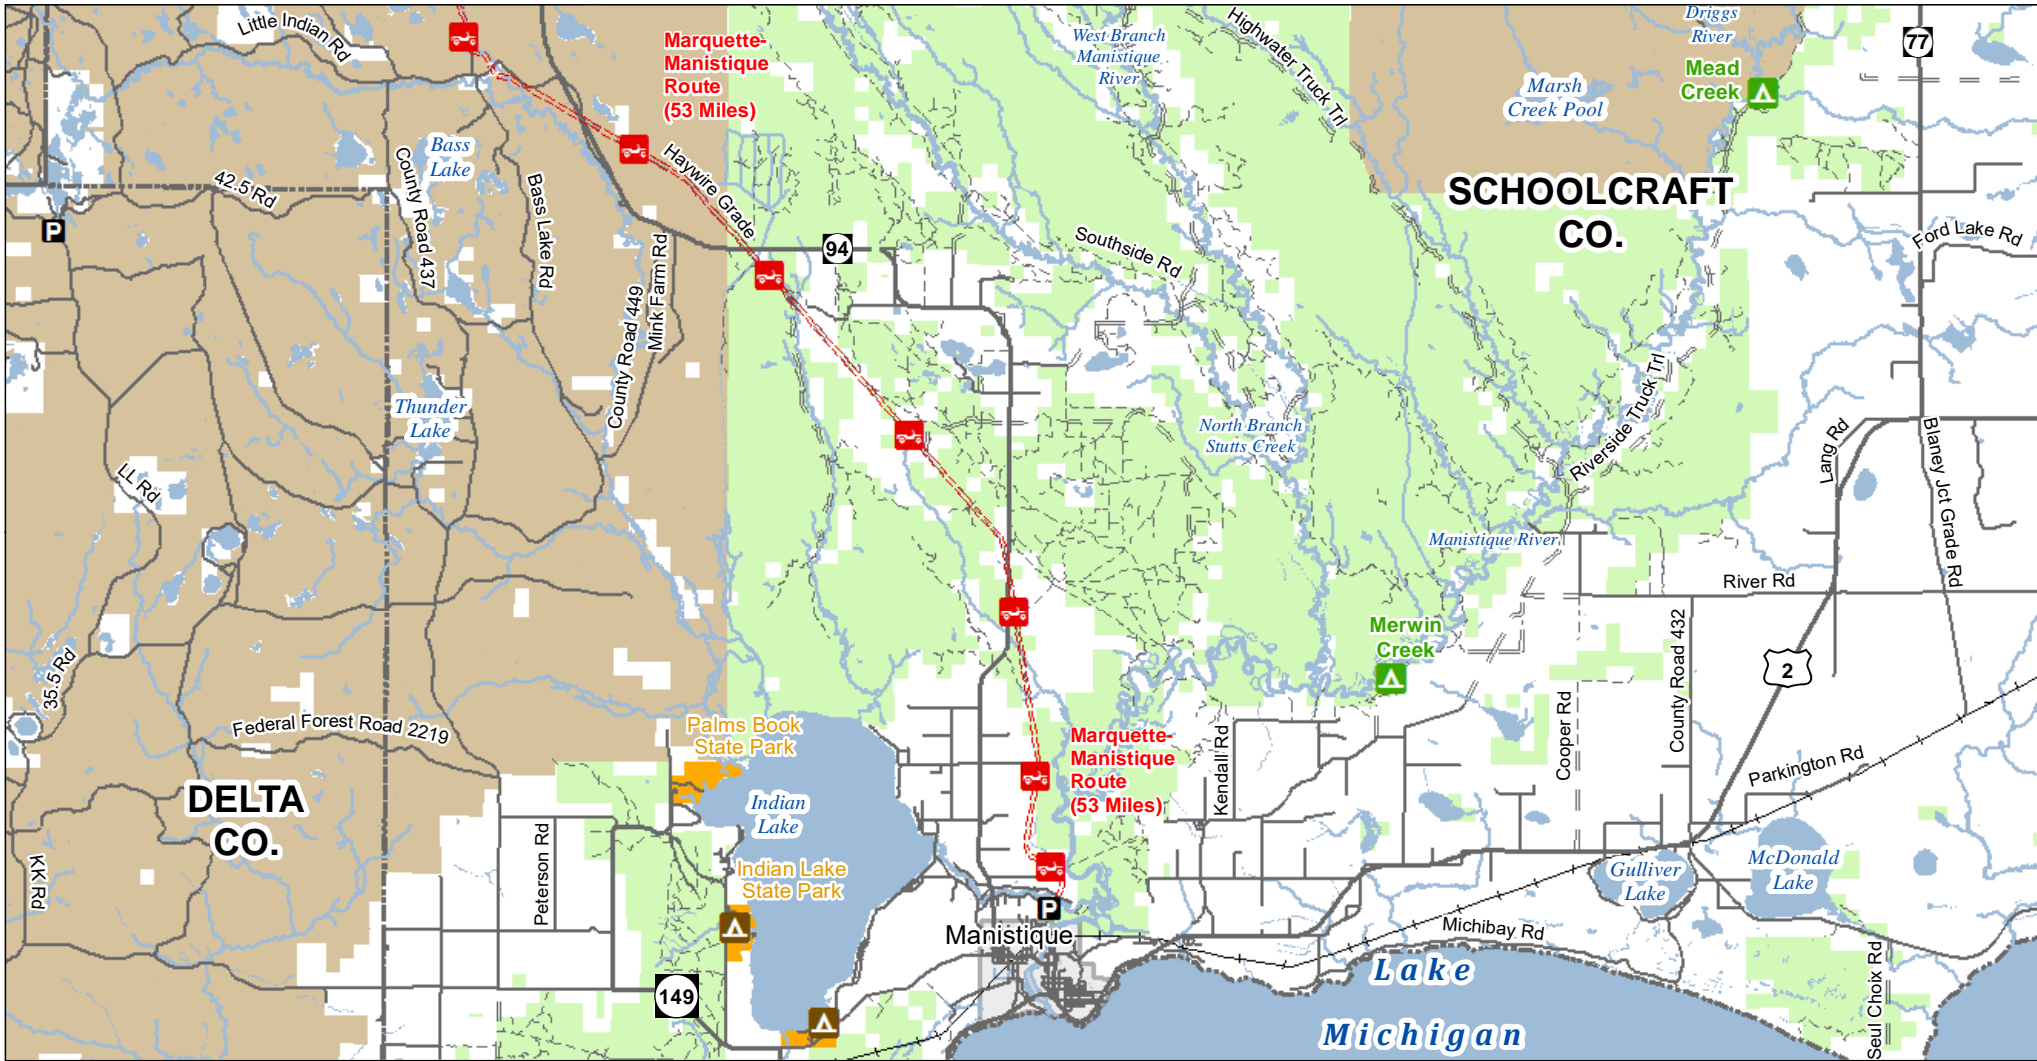 Little Indian Rd
Marquette-
Manistique
Route
(53 Miles)
West Branch
Manistique
River
Highwater Truck Trl
Driggs
River
77
Mead
Creek
Marsh
Creek Pool
Bass
Lake
Haywire Grade
42.5 Rd
County Road 437
Bass Lake Rd
SCHOOLCRAFT
CO.
P
94
Southside Rd
Ford Lake Rd
Mink Farm Rd
County Road 449
Thunder
Lake
North Branch
Stutts Creek
Riverside Truck Trl
Lang Rd
Blaney Jct Grade Rd
LL Rd
Manistique River
River Rd
35.5 Rd
Merwin
Creek
County Road 432
2
Federal Forest Road 2219
Palms Book
State Park
Marquette-
Manistique
Route
(53 Miles)
Kendall Rd
Cooper Rd
Parkington Rd
DELTA
CO.
Indian
Lake
Peterson Rd
KK Rd
Indian Lake
State Park
Gulliver
Lake
McDonald
Lake
P
Manistique
Michibay Rd
Seul Choix Rd
149
Lake
Michigan